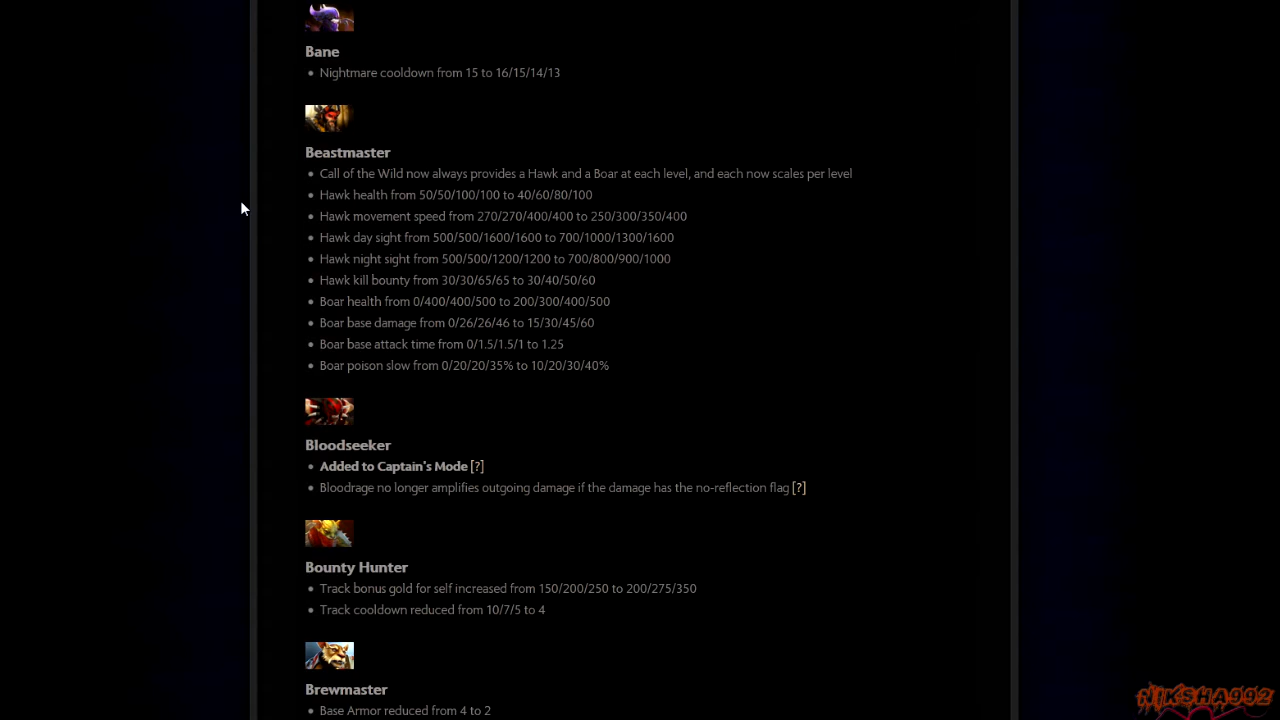 Bane
• Nightmare cooldown from 15 to 16/15/14/13
Beastmaster
• Call of the Wild now always provides a Hawk and a Boar at each level, and each now scales per level
• Hawk health from 50/50/100/100 to 40/60/80/100
• Hawk movement speed from 270/270/400/400 to 250/300/350/400
• Hawk day sight from 500/500/1600/1600 to 700/1000/1300/1600
• Hawk night sight from 500/500/1200/1200 to 700/800/900/1000
• Hawk kill bounty from 30/30/65/65 to 30/40/50/60
• Boar health from 0/400/400/500 to 200/300/400/500
• Boar base damage from 0/26/26/46 to 15/30/45/60
• Boar base attack time from 0/1.5/1.5/1 to 1.25
• Boar poison slow from 0/20/20/35% to 10/20/30/40%
Bloodseeker
• Added to Captain's Mode [?]
• Bloodrage no longer amplifies outgoing damage if the damage has the no-reflection flag [?]
Bounty Hunter
• Track bonus gold for self increased from 150/200/250 to 200/275/350
• Track cooldown reduced from 10/7/5 to 4
Brewmaster
• Base Armor reduced from 4 to 2
NIKSHA992